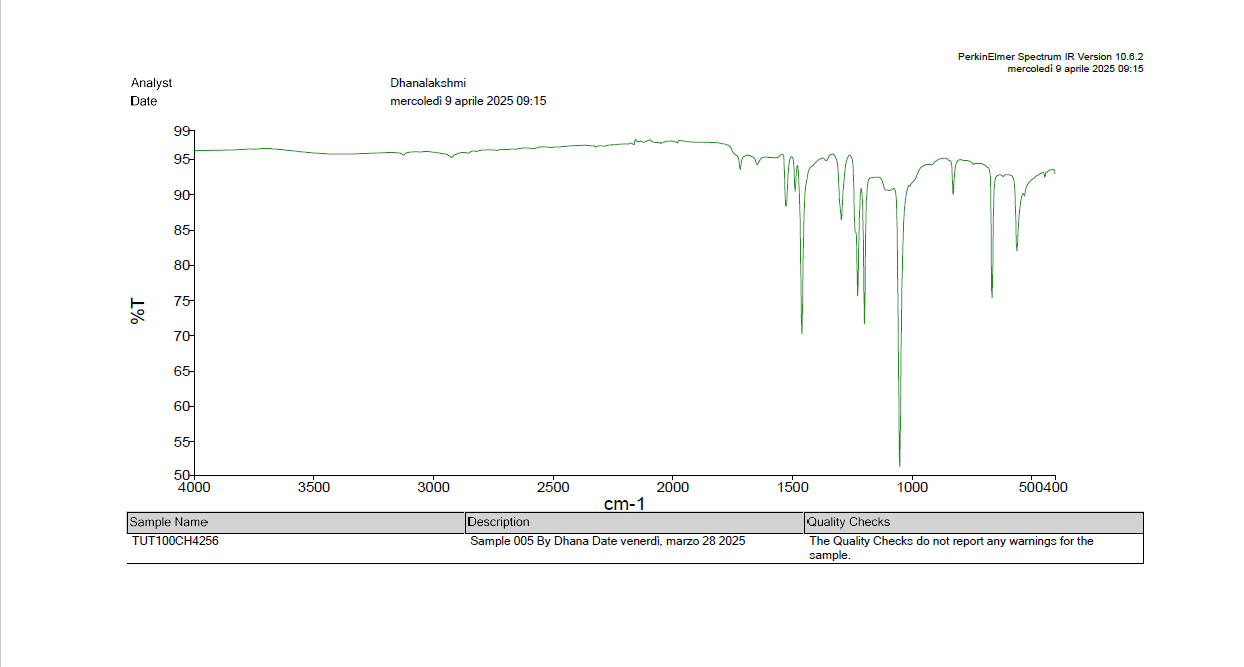 PerkinElmer Spectrum IR Version 10.6.2
mercoledì 9 aprile 2025 09:15
Analyst Dhanalakshmi
Date mercoledì 9 aprile 2025 09:15
99
95
90
85
80
75
70
65
60
55
50
%T
4000 3500 3000 2500 2000 1500 1000 500400
cm-1
Sample Name Description Quality Checks
TUT100CH4256 Sample 005 By Dhana Date venerdì, marzo 28 2025 The Quality Checks do not report any warnings for the
sample.